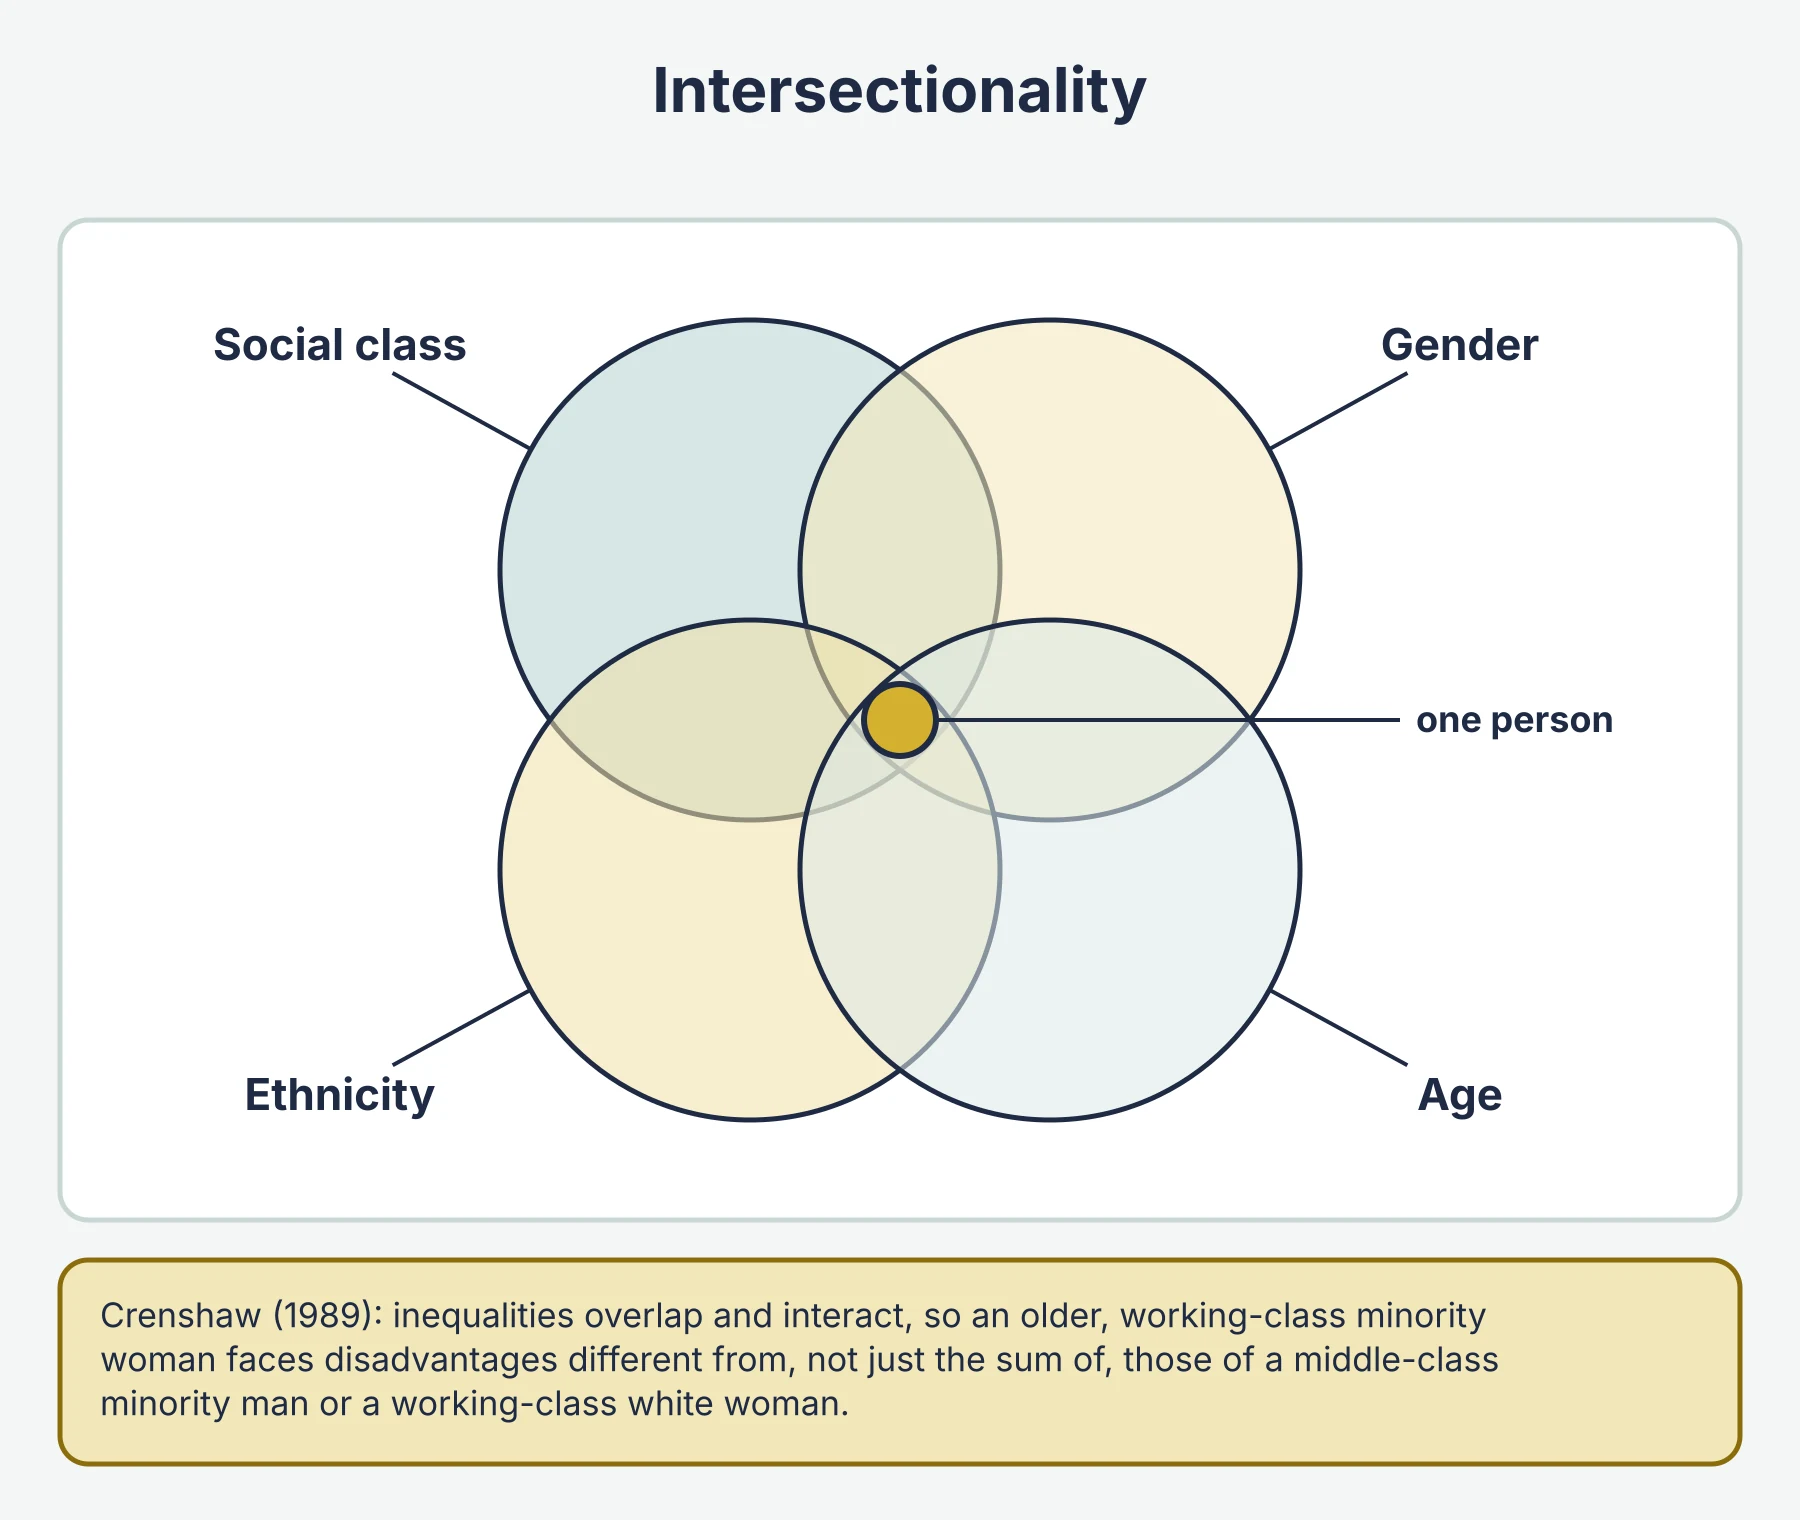 Intersectionality
Social class
Gender
one person
Ethnicity
Age
Crenshaw (1989): inequalities overlap and interact, so an older, working-class minority
woman faces disadvantages different from, not just the sum of, those of a middle-class
minority man or a working-class white woman.